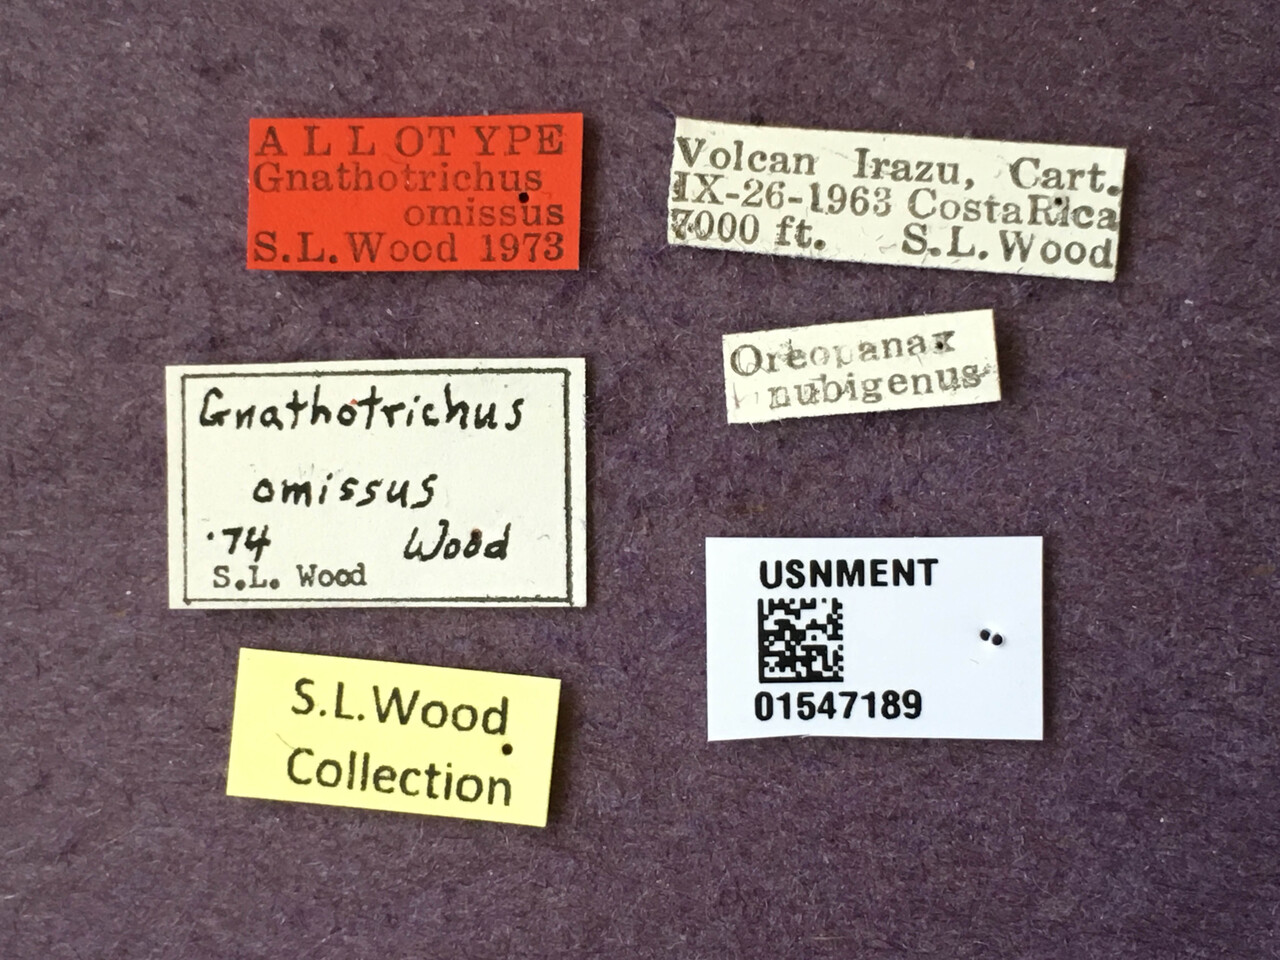 ALLOTYPE
Gnathotrichus
omissus
S.L.Wood 1973
Volcan Irazu, Cart.
IX-26-1963 CostaRica
7000 ft. S.L.Wood
Oreopanax
nubigenus
Gnathotrichus
omissus
'74 Wood
S.L. Wood
USNMENT
01547189
S.L.Wood
Collection